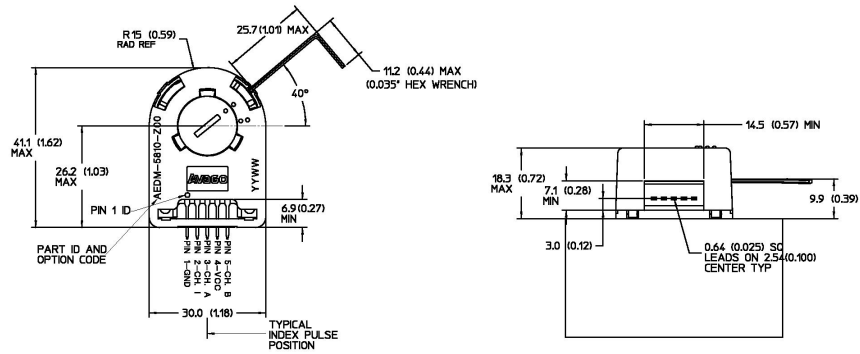 R 15 (0.59)
RAD REF
25.7(1.01) MAX
11.2 (0.44) MAX
(0.035" HEX WRENCH)
40°
41.1 (1.62)
MAX
26.2 (1.03)
MAX
AEDM-5810-Z00
YYWW
AVAGO
PIN 1 ID
6.9(0.27)
MIN
PART ID AND
OPTION CODE
PIN 1-GND
PIN 2-CH. I
PIN 3-CH. A
PIN 4-VCC
PIN 5-CH. B
30.0 (1.18)
TYPICAL
INDEX PULSE
POSITION
14.5 (0.57) MIN
18.3 (0.72)
MAX
7.1 (0.28)
MIN
9.9 (0.39)
3.0 (0.12)
0.64 (0.025) SQ
LEADS ON 2.54(0.100)
CENTER TYP